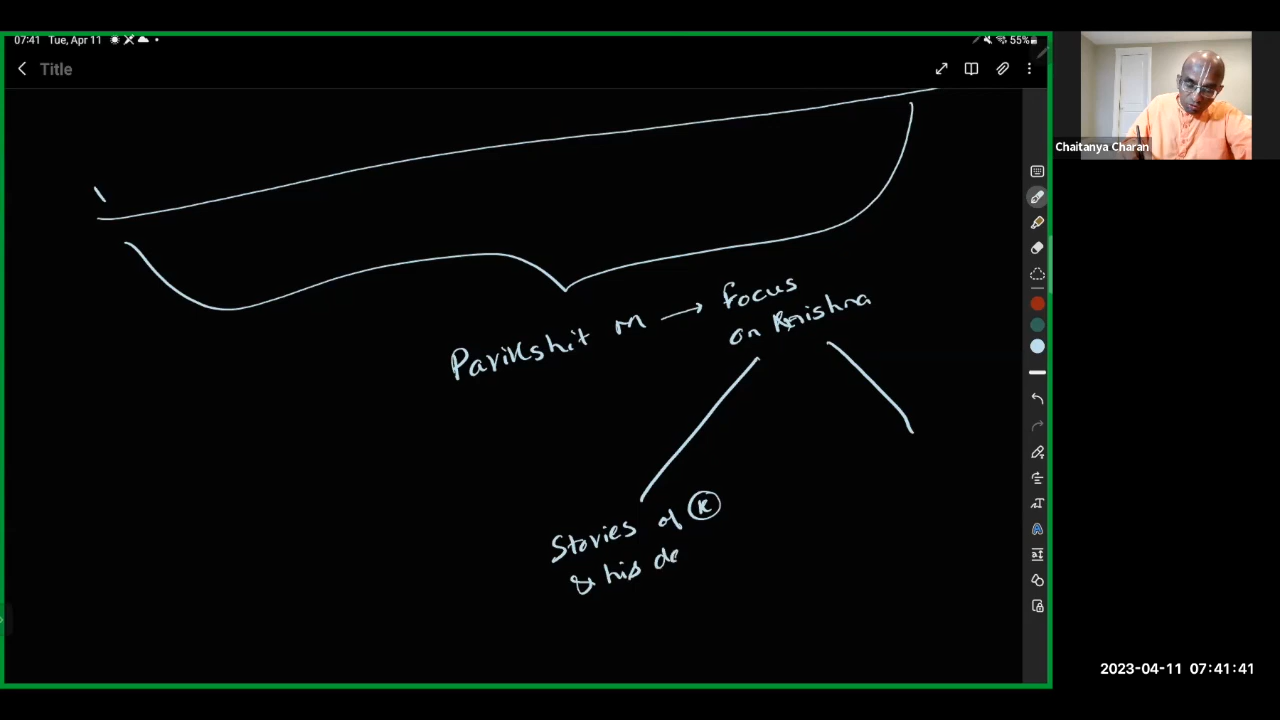 07:41 Tue, Apr 11
55%
Title
Chaitanya Charan
Parikshit M → focus
on Krishna
Stories of K
& his de
2023-04-11 07:41:41